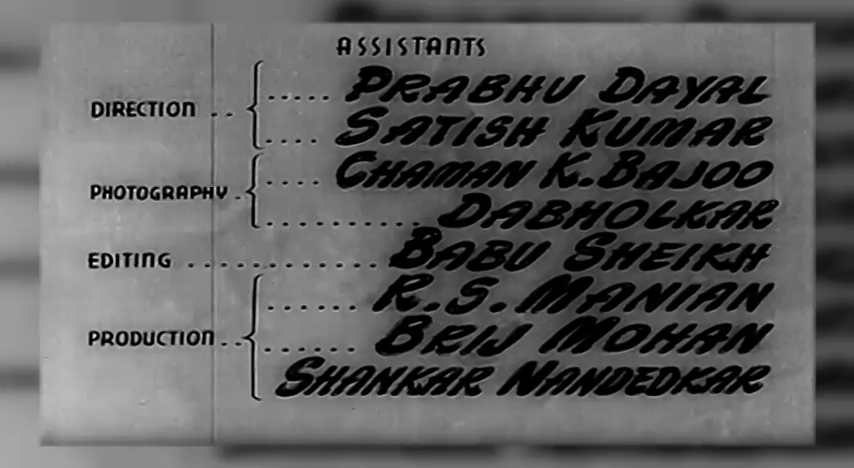 ASSISTANTS
DIRECTION .. { ..... PRABHU DAYAL
.... SATISH KUMAR
PHOTOGRAPHY . { .... CHAMAN K. BAJOO
........... DABHOLKAR
EDITING ............. BABU SHEIKH
PRODUCTION .. { ...... R. S. MANIAN
...... BRIJ MOHAN
SHANKAR NANDEDKAR